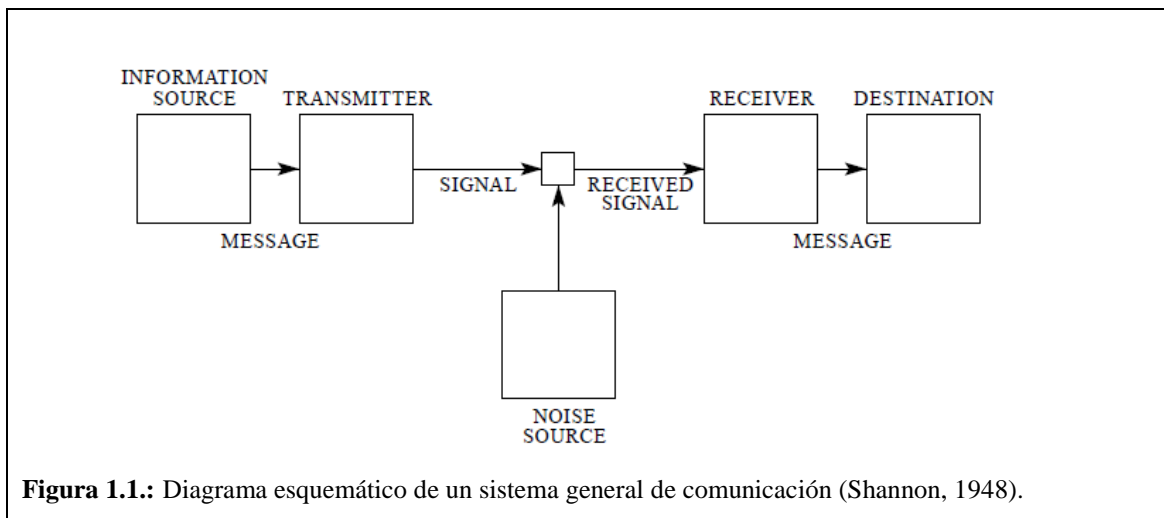 INFORMATION
SOURCE
TRANSMITTER
RECEIVER
DESTINATION
SIGNAL
RECEIVED
SIGNAL
MESSAGE
MESSAGE
NOISE
SOURCE
Figura 1.1.: Diagrama esquemático de un sistema general de comunicación (Shannon, 1948).